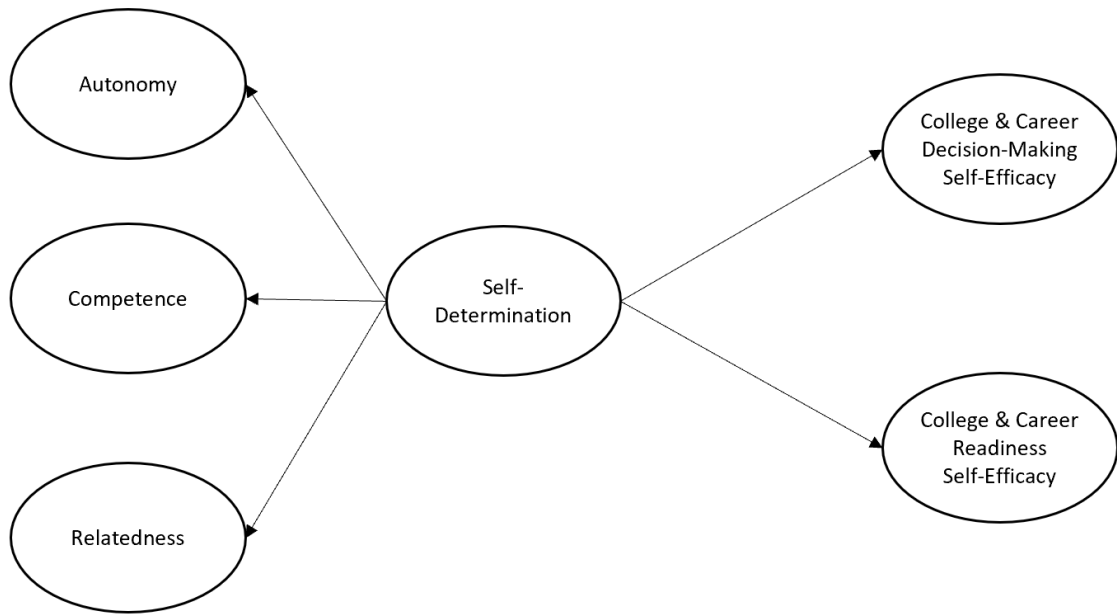 Autonomy
Competence
Relatedness
Self-
Determination
College & Career
Decision-Making
Self-Efficacy
College & Career
Readiness
Self-Efficacy